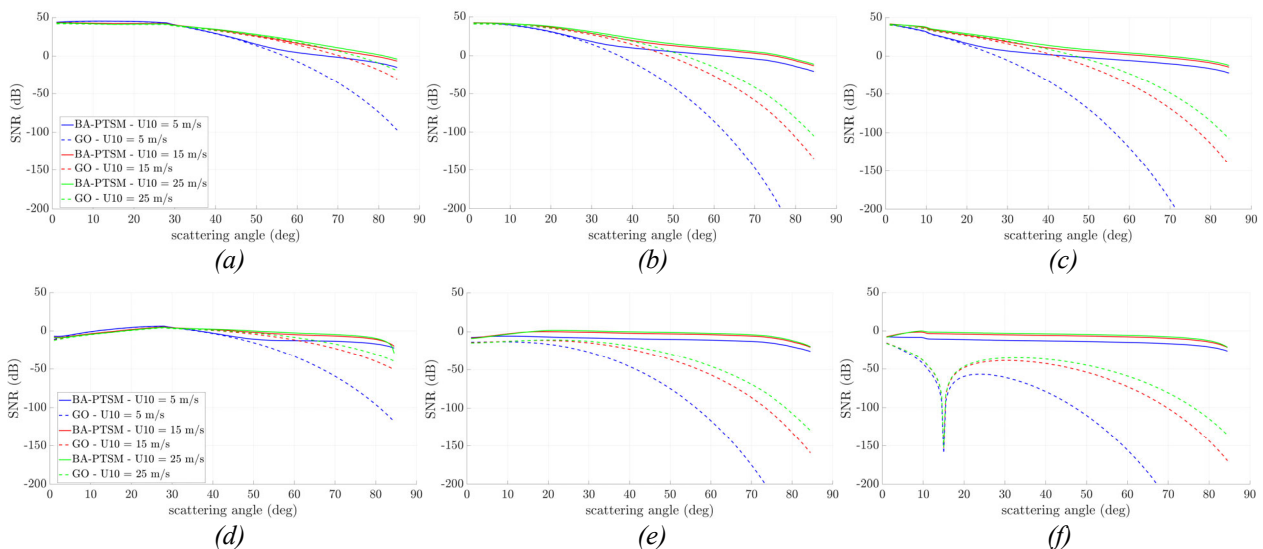 50
0
-50
-100
-150
-200
SNR (dB)
BA-PTSM - U10 = 5 m/s
GO - U10 = 5 m/s
BA-PTSM - U10 = 15 m/s
GO - U10 = 15 m/s
BA-PTSM - U10 = 25 m/s
GO - U10 = 25 m/s
0 10 20 30 40 50 60 70 80 90
scattering angle (deg)
(a)
50
0
-50
-100
-150
-200
SNR (dB)
0 10 20 30 40 50 60 70 80 90
scattering angle (deg)
(b)
50
0
-50
-100
-150
-200
SNR (dB)
0 10 20 30 40 50 60 70 80 90
scattering angle (deg)
(c)
50
0
-50
-100
-150
-200
SNR (dB)
BA-PTSM - U10 = 5 m/s
GO - U10 = 5 m/s
BA-PTSM - U10 = 15 m/s
GO - U10 = 15 m/s
BA-PTSM - U10 = 25 m/s
GO - U10 = 25 m/s
0 10 20 30 40 50 60 70 80 90
scattering angle (deg)
(d)
50
0
-50
-100
-150
-200
SNR (dB)
0 10 20 30 40 50 60 70 80 90
scattering angle (deg)
(e)
50
0
-50
-100
-150
-200
SNR (dB)
0 10 20 30 40 50 60 70 80 90
scattering angle (deg)
(f)